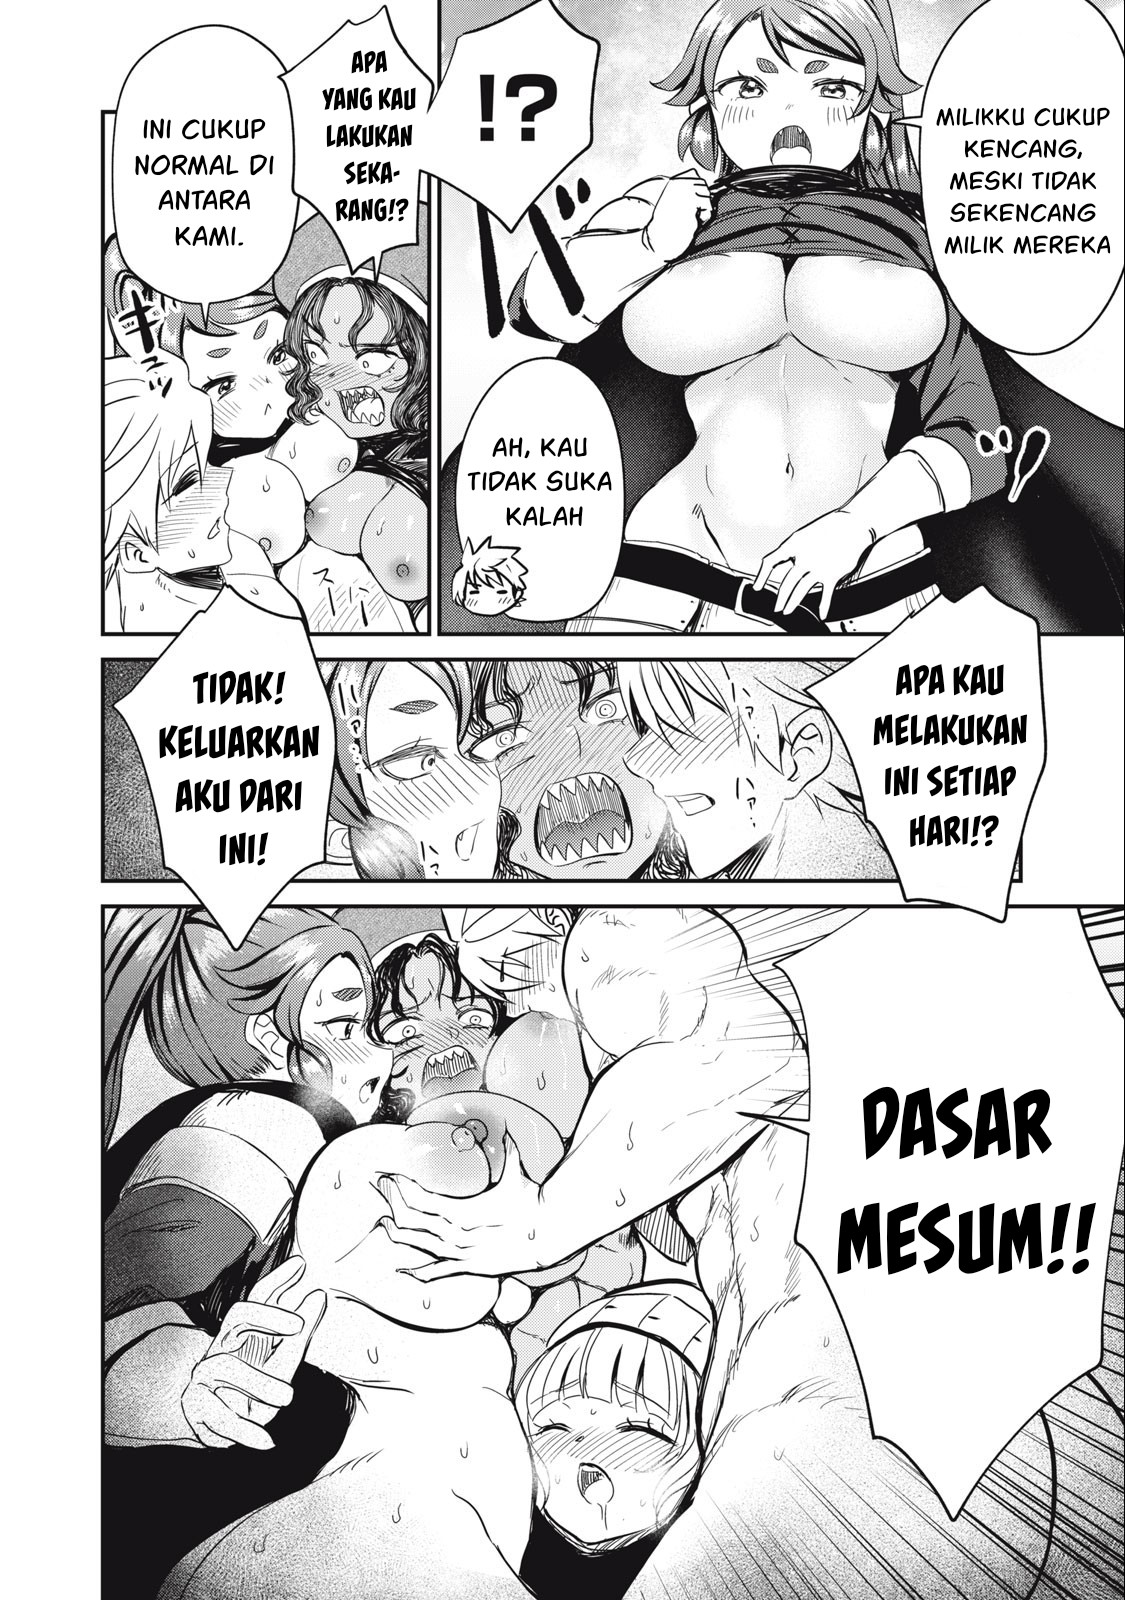 MILIKKU CUKUP
KENCANG,
MESKI TIDAK
SEKENCANG
MILIK MEREKA
!?
AH, KAU
TIDAK SUKA
KALAH
APA
YANG KAU
LAKUKAN
SEKA-
RANG!?
INI CUKUP
NORMAL DI
ANTARA
KAMI.
APA KAU
MELAKUKAN
INI SETIAP
HARI!?
TIDAK!
KELUARKAN
AKU DARI
INI!
DASAR
MESUM!!